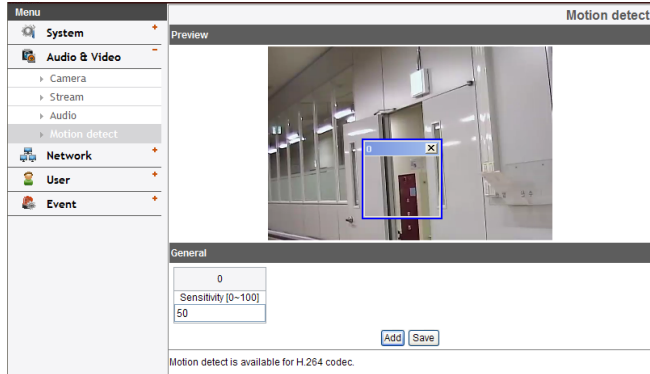 Menu
Motion detect
System
Audio & Video
Camera
Stream
Audio
Motion detect
Network
User
Event
Preview
0
General
0
Sensitivity [0~100]
50
Add Save
Motion detect is available for H.264 codec.